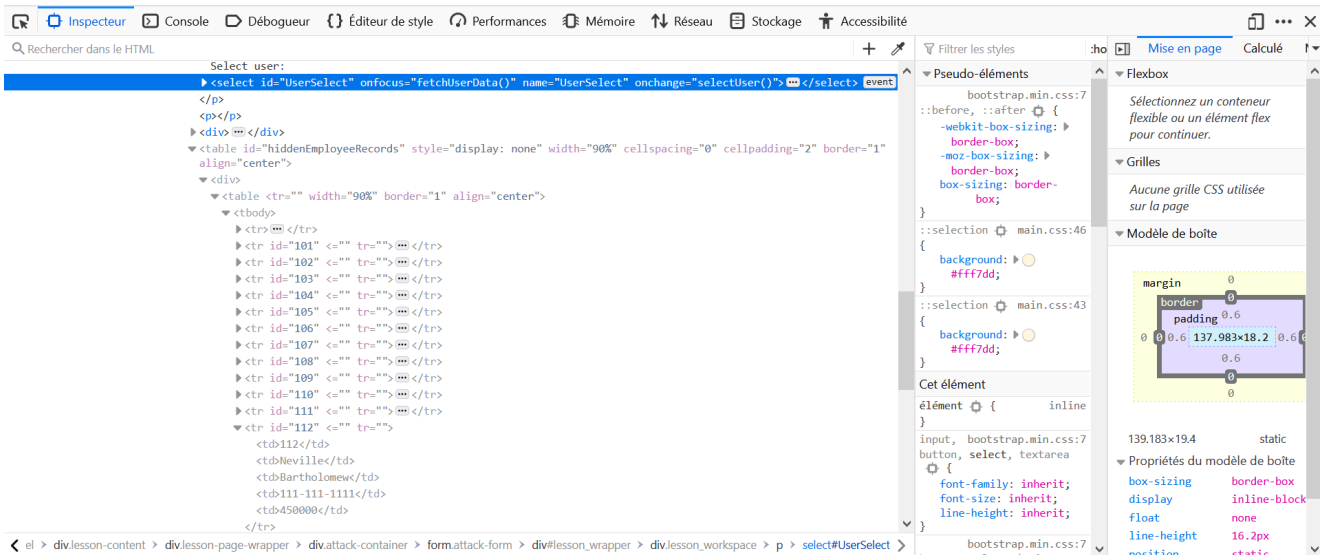 Inspecteur Console Débogueur Éditeur de style Performances Mémoire Réseau Stockage Accessibilité
Rechercher dans le HTML
Select user:
<select id="UserSelect" onfocus="fetchUserData()" name="UserSelect" onchange="selectUser()"> </select> event
</p>
<p></p>
<div> </div>
<table id="hiddenEmployeeRecords" style="display: none" width="90%" cellspacing="0" cellpadding="2" border="1"
align="center">
<div>
<table <tr="" width="90%" border="1" align="center">
<tbody>
<tr> </tr>
<tr id="101" <="" tr=""> </tr>
<tr id="102" <="" tr=""> </tr>
<tr id="103" <="" tr=""> </tr>
<tr id="104" <="" tr=""> </tr>
<tr id="105" <="" tr=""> </tr>
<tr id="106" <="" tr=""> </tr>
<tr id="107" <="" tr=""> </tr>
<tr id="108" <="" tr=""> </tr>
<tr id="109" <="" tr=""> </tr>
<tr id="110" <="" tr=""> </tr>
<tr id="111" <="" tr=""> </tr>
<tr id="112" <="" tr="">
<td>112</td>
<td>Neville</td>
<td>Bartholomew</td>
<td>111-111-1111</td>
<td>450000</td>
</tr>
el > div.lesson-content > div.lesson-page-wrapper > div.attack-container > form.attack-form > div#lesson_wrapper > div.lesson_workspace > p > select#UserSelect
Filtrer les styles :ho
Pseudo-éléments
bootstrap.min.css:7
::before, ::after {
-webkit-box-sizing:
border-box;
-moz-box-sizing:
border-box;
box-sizing: border-
box;
}
::selection main.css:46
{
background:
#fff7dd;
}
::selection main.css:43
{
background:
#fff7dd;
}
Cet élément
élément { inline
}
input, bootstrap.min.css:7
button, select, textarea
{
font-family: inherit;
font-size: inherit;
line-height: inherit;
}
bootstrap.min.css:7
Mise en page Calculé
Flexbox
Sélectionnez un conteneur
flexible ou un élément flex
pour continuer.
Grilles
Aucune grille CSS utilisée
sur la page
Modèle de boîte
margin 0
border 0
padding 0.6
0 0 0.6 137.983×18.2 0.6 0
0.6
0
0
139.183×19.4 static
Propriétés du modèle de boîte
box-sizing border-box
display inline-block
float none
line-height 16.2px
position static